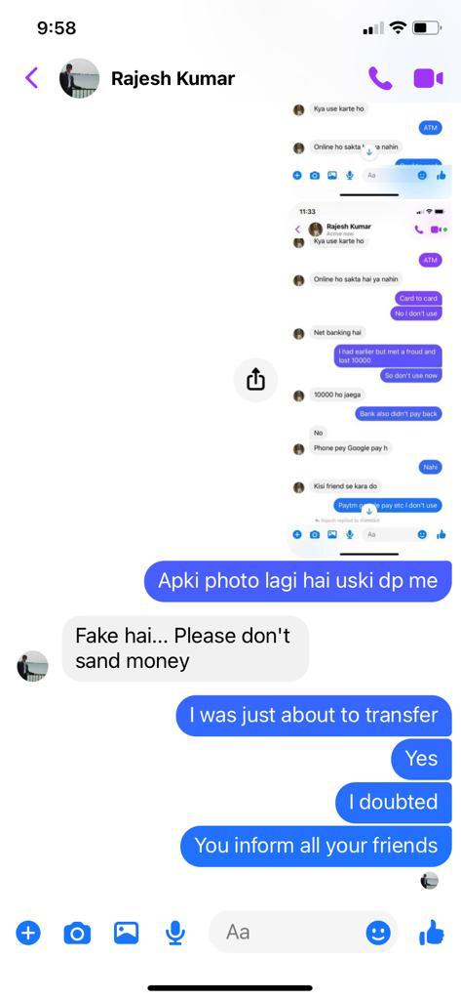 9:58
Rajesh Kumar
Kya use karte ho
ATM
Online ho sakta ya nahin
Aa
11:33
Rajesh Kumar
Active now
Kya use karte ho
ATM
Online ho sakta hai ya nahin
Card to card
No I don't use
Net banking hai
I had earlier but met a froud and
lost 10000
So don't use now
10000 ho jaega
Bank also didn't pay back
No
Phone pey Google pay h
Nahi
Kisi friend se kara do
Paytm pay etc I don't use
Rajesh replied to
Aa
Apki photo lagi hai uski dp me
Fake hai... Please don't
sand money
I was just about to transfer
Yes
I doubted
You inform all your friends
Aa